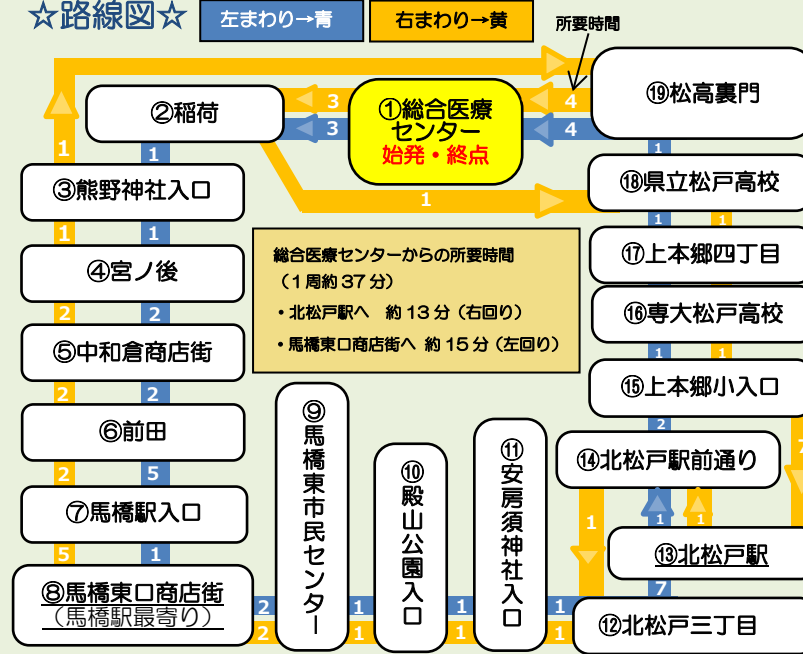 ☆路線図☆
左まわり→青
右まわり→黄
所要時間
3
3
①総合医療
センター
始発・終点
4
4
⑲松高裏門
②稲荷
1
1
1
③熊野神社入口
1
⑱県立松戸高校
1
1
1
1
④宮ノ後
⑰上本郷四丁目
総合医療センターからの所要時間
(1周約37分)
・北松戸駅へ 約13分(右回り)
・馬橋東口商店街へ 約15分(左回り)
2
2
⑯専大松戸高校
1
1
⑤中和倉商店街
2
2
⑮上本郷小入口
2
7
⑥前田
2
5
⑭北松戸駅前通り
⑦馬橋駅入口
5
1
1
1
1
⑬北松戸駅
7
⑧馬橋東口商店街
(馬橋駅最寄り)
2
2
⑨馬橋東市民センター
1
1
⑩殿山公園入口
1
1
⑪安房須神社入口
1
1
⑫北松戸三丁目